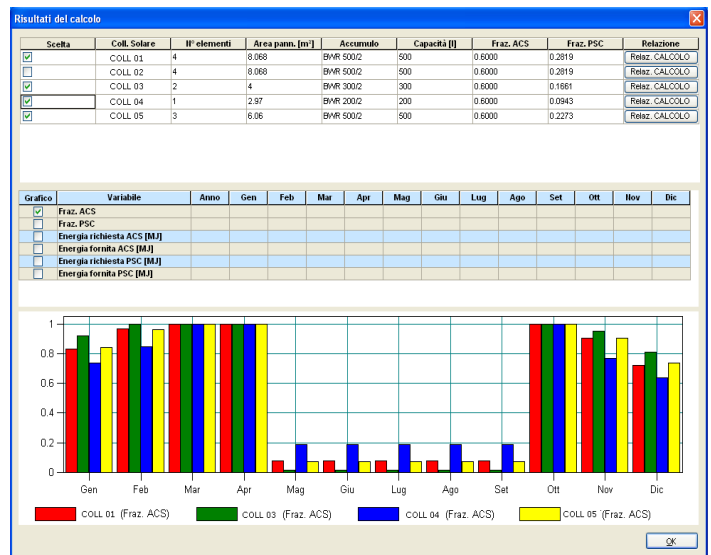 Risultati del calcolo
Scelta Coll. Solare N° elementi Area pann. [m²] Accumulo Capacità [l] Fraz. ACS Fraz. PSC Relazione
COLL 01 4 8.068 BWR 500/2 500 0.6000 0.2819 Relaz. CALCOLO
COLL 02 4 8.068 BWR 500/2 500 0.6000 0.2819 Relaz. CALCOLO
COLL 03 2 4 BWR 300/2 300 0.6000 0.1661 Relaz. CALCOLO
COLL 04 1 2.97 BWR 200/2 200 0.6000 0.0943 Relaz. CALCOLO
COLL 05 3 6.06 BWR 500/2 500 0.6000 0.2273 Relaz. CALCOLO
Grafico Variabile Anno Gen Feb Mar Apr Mag Giu Lug Ago Set Ott Nov Dic
Fraz. ACS
Fraz. PSC
Energia richiesta ACS [MJ]
Energia fornita ACS [MJ]
Energia richiesta PSC [MJ]
Energia fornita PSC [MJ]
1
0.8
0.6
0.4
0.2
0
Gen Feb Mar Apr Mag Giu Lug Ago Set Ott Nov Dic
COLL 01 (Fraz. ACS) COLL 03 (Fraz. ACS) COLL 04 (Fraz. ACS) COLL 05 (Fraz. ACS)
OK